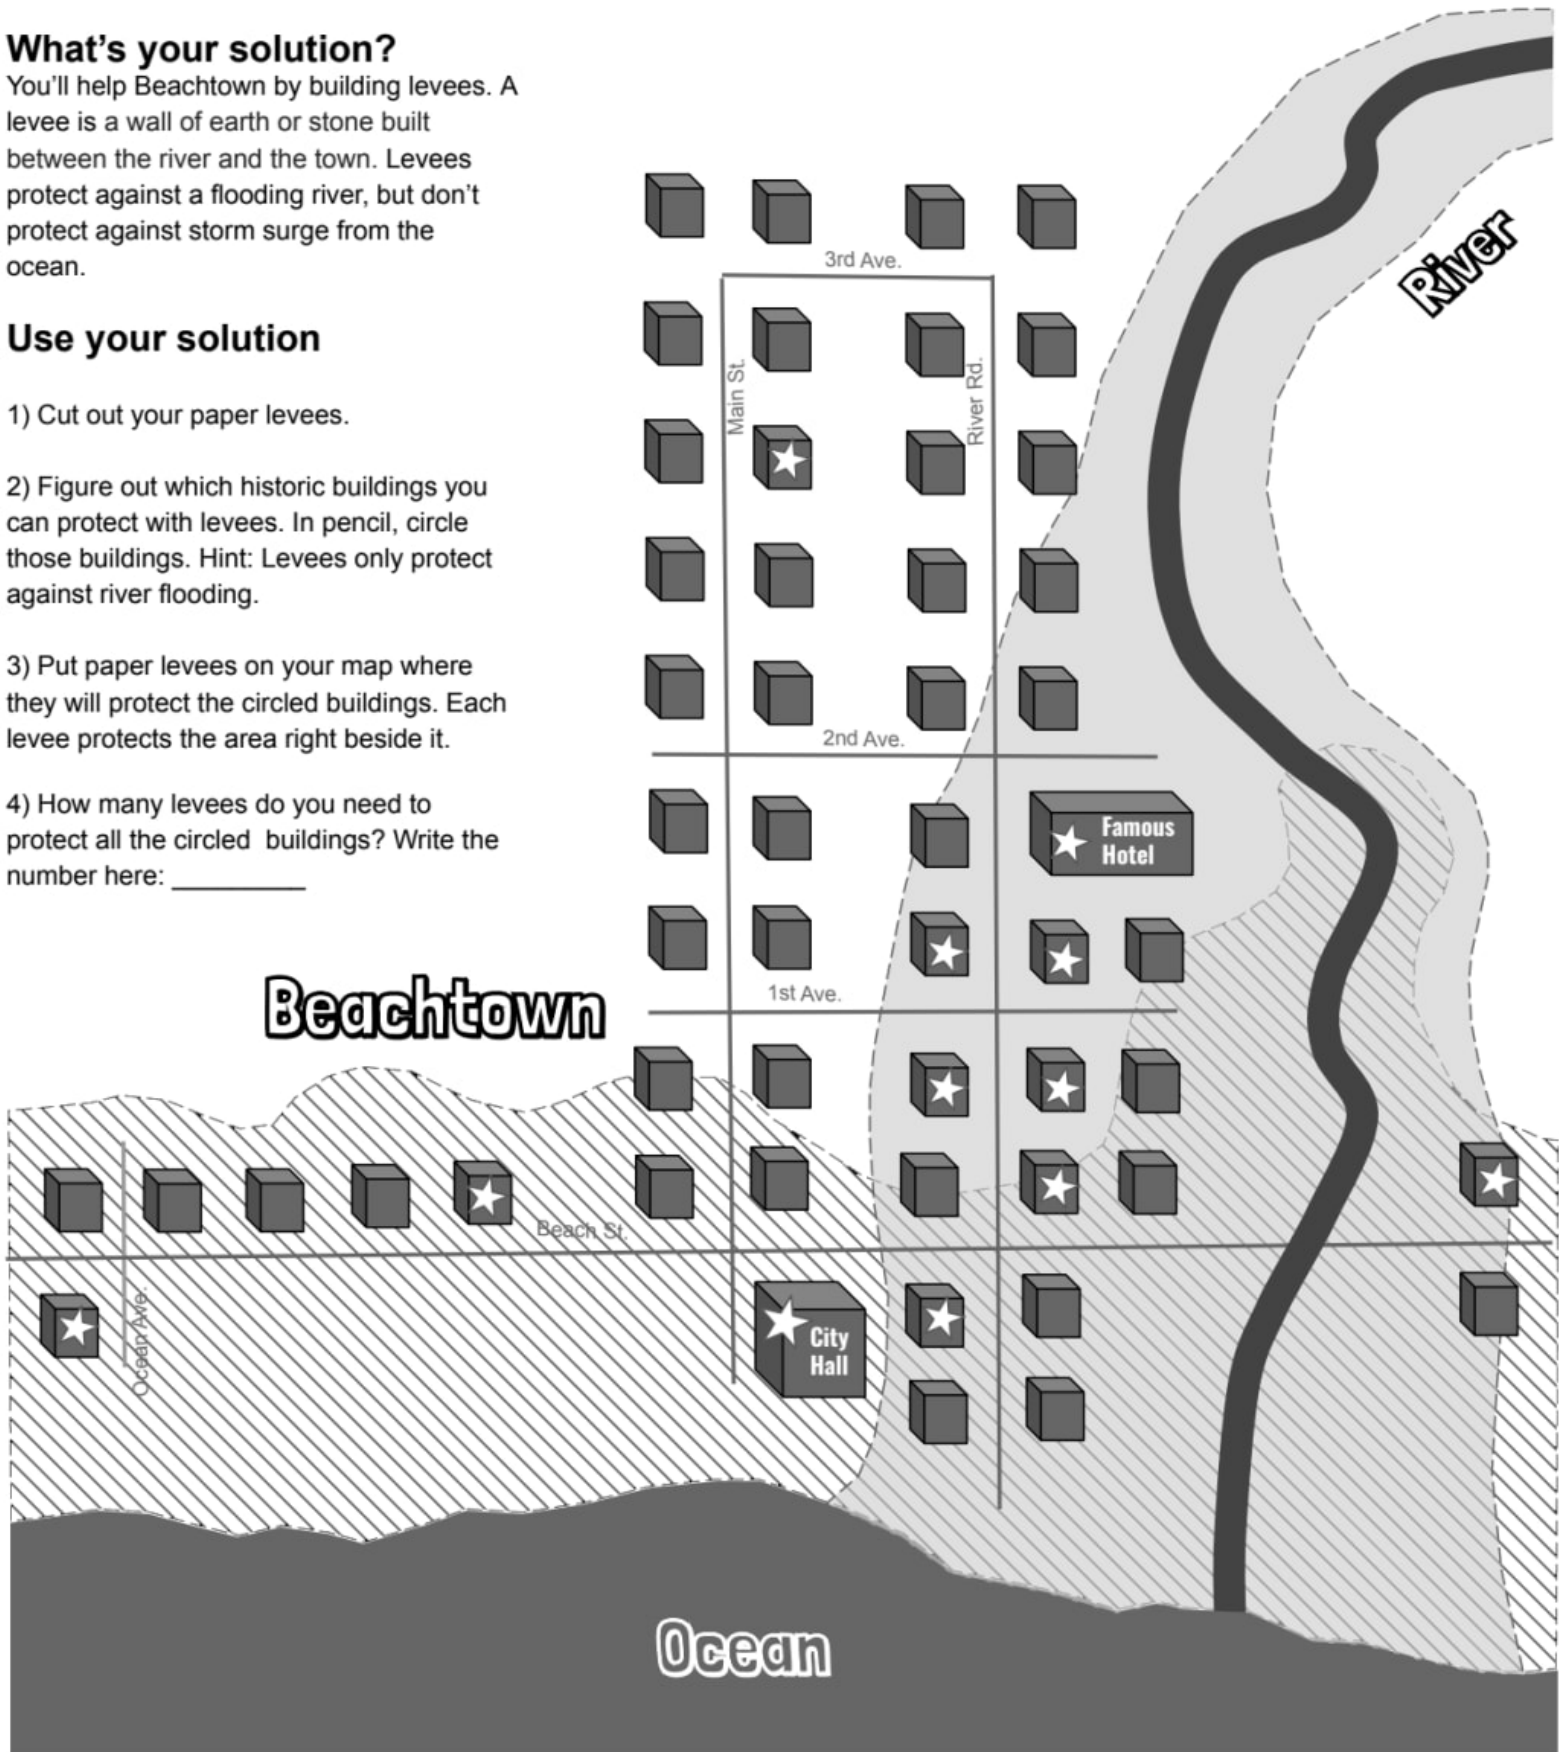 What's your solution?
You'll help Beachtown by building levees. A
levee is a wall of earth or stone built
between the river and the town. Levees
protect against a flooding river, but don't
protect against storm surge from the
ocean.
Use your solution
1) Cut out your paper levees.
2) Figure out which historic buildings you
can protect with levees. In pencil, circle
those buildings. Hint: Levees only protect
against river flooding.
3) Put paper levees on your map where
they will protect the circled buildings. Each
levee protects the area right beside it.
4) How many levees do you need to
protect all the circled  buildings? Write the
number here: ________
River
3rd Ave.
Main St.
River Rd.
2nd Ave.
Famous
Hotel
1st Ave.
Beachtown
Beach St.
Ocean Ave.
City
Hall
Ocean